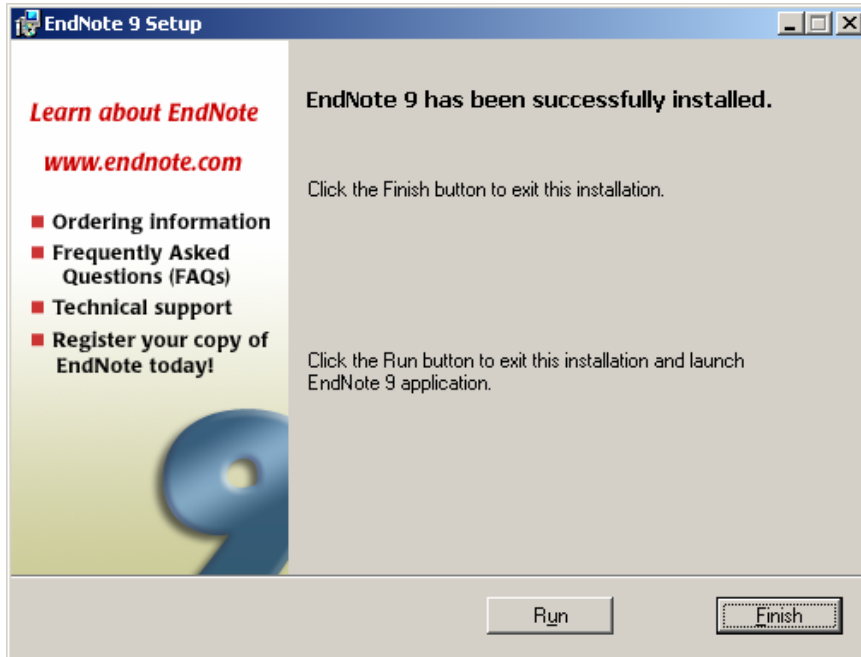 EndNote 9 Setup
Learn about EndNote
www.endnote.com
Ordering information
Frequently Asked
Questions (FAQs)
Technical support
Register your copy of
EndNote today!
9
EndNote 9 has been successfully installed.
Click the Finish button to exit this installation.
Click the Run button to exit this installation and launch
EndNote 9 application.
Run
Finish